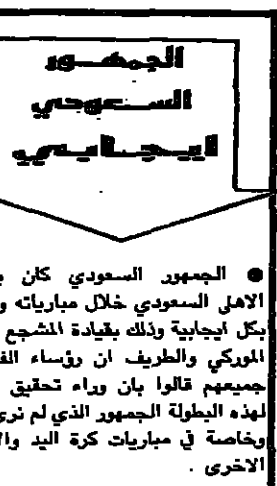 الجمهور
السعودي
ايجابي
● الجمهور السعودي كان
الاهلي السعودي خلال مبارياته و
بكل ايجابية وذلك بقيادة المشجع
الموركي والطريف ان رؤساء
جميعهم قالوا بان وراء تحقيق
لهذه البطولة الجمهور الذي لم نرى
وخاصة في مباريات كرة اليد
الاخرى .